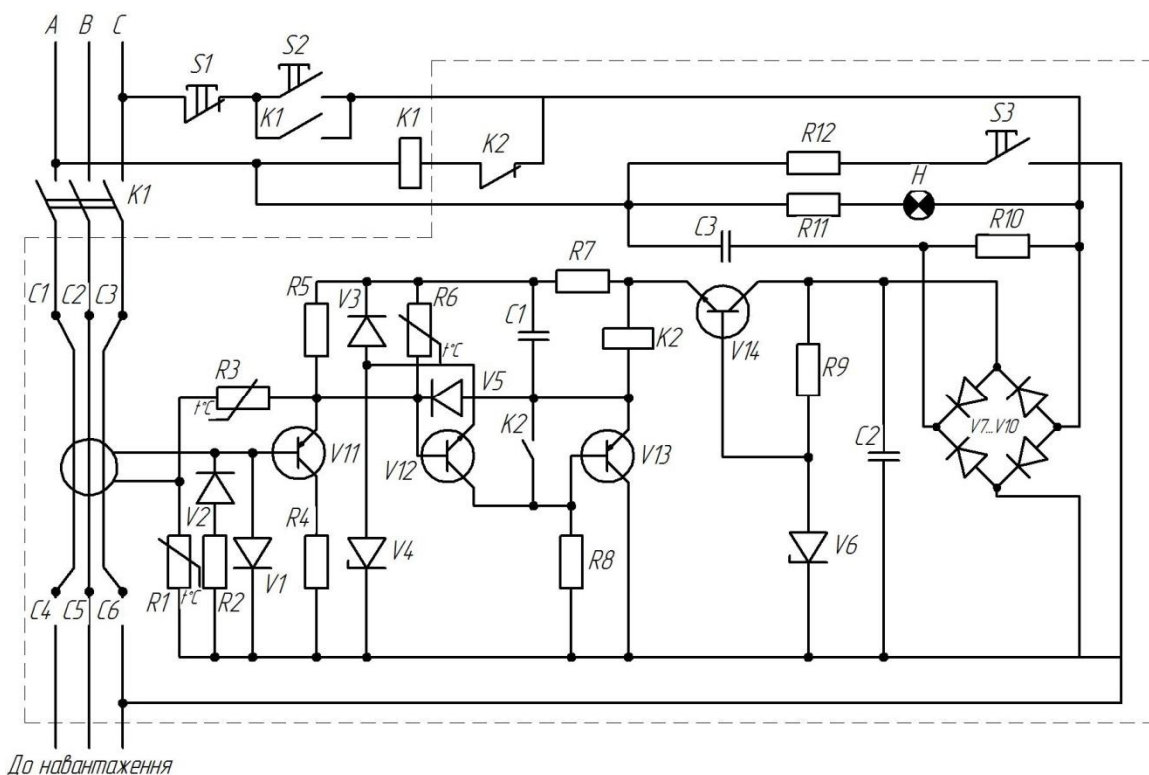 A B C
S1
S2
K1
K1
K2
S3
R12
H
K1
R11
R10
C3
C1 C2 C3
R5
V3
R6
t°C
C1
R7
K2
V14
R9
R3
t°C
V5
V7...V10
K2
V11
V12
V13
C2
V2
R4
V4
R8
V6
V1
R1
t°C
R2
C4 C5 C6
До навантаження